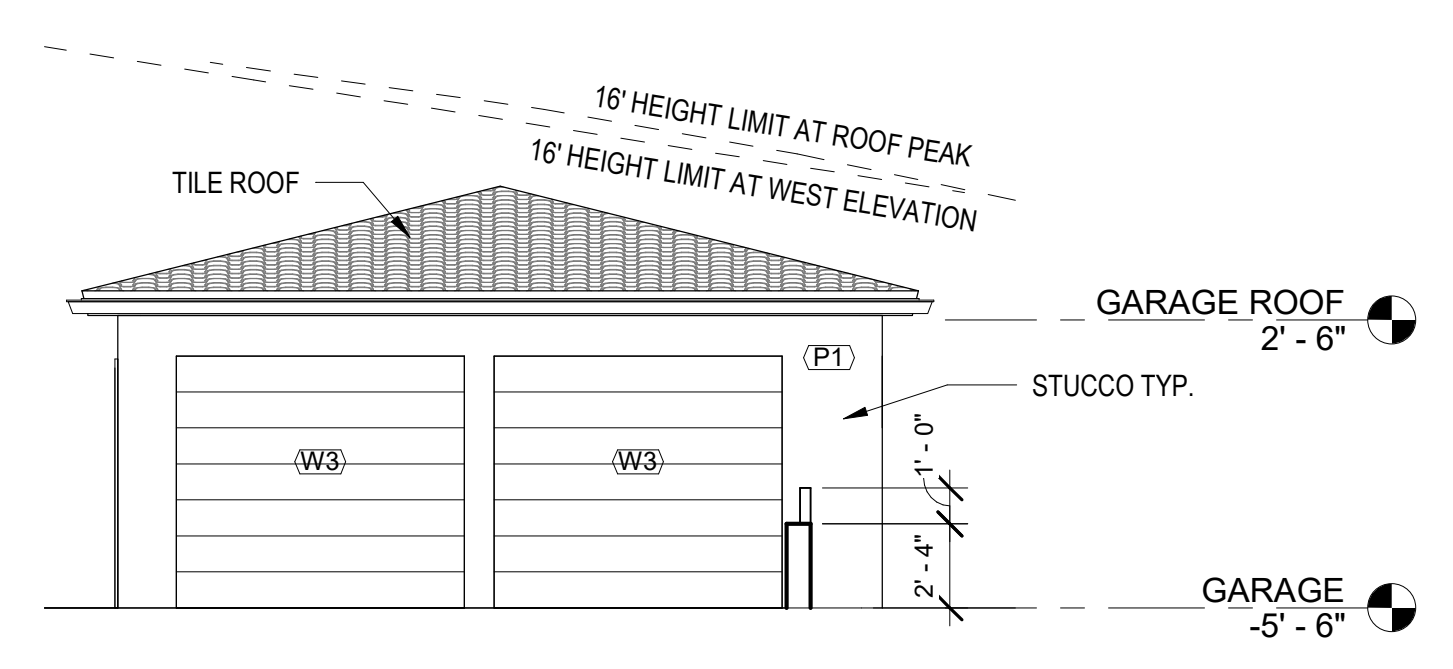 16' HEIGHT LIMIT AT ROOF PEAK
16' HEIGHT LIMIT AT WEST ELEVATION
TILE ROOF
GARAGE ROOF
2' - 6"
P1
STUCCO TYP.
W3
W3
1' - 0"
2' - 4"
GARAGE
-5' - 6"